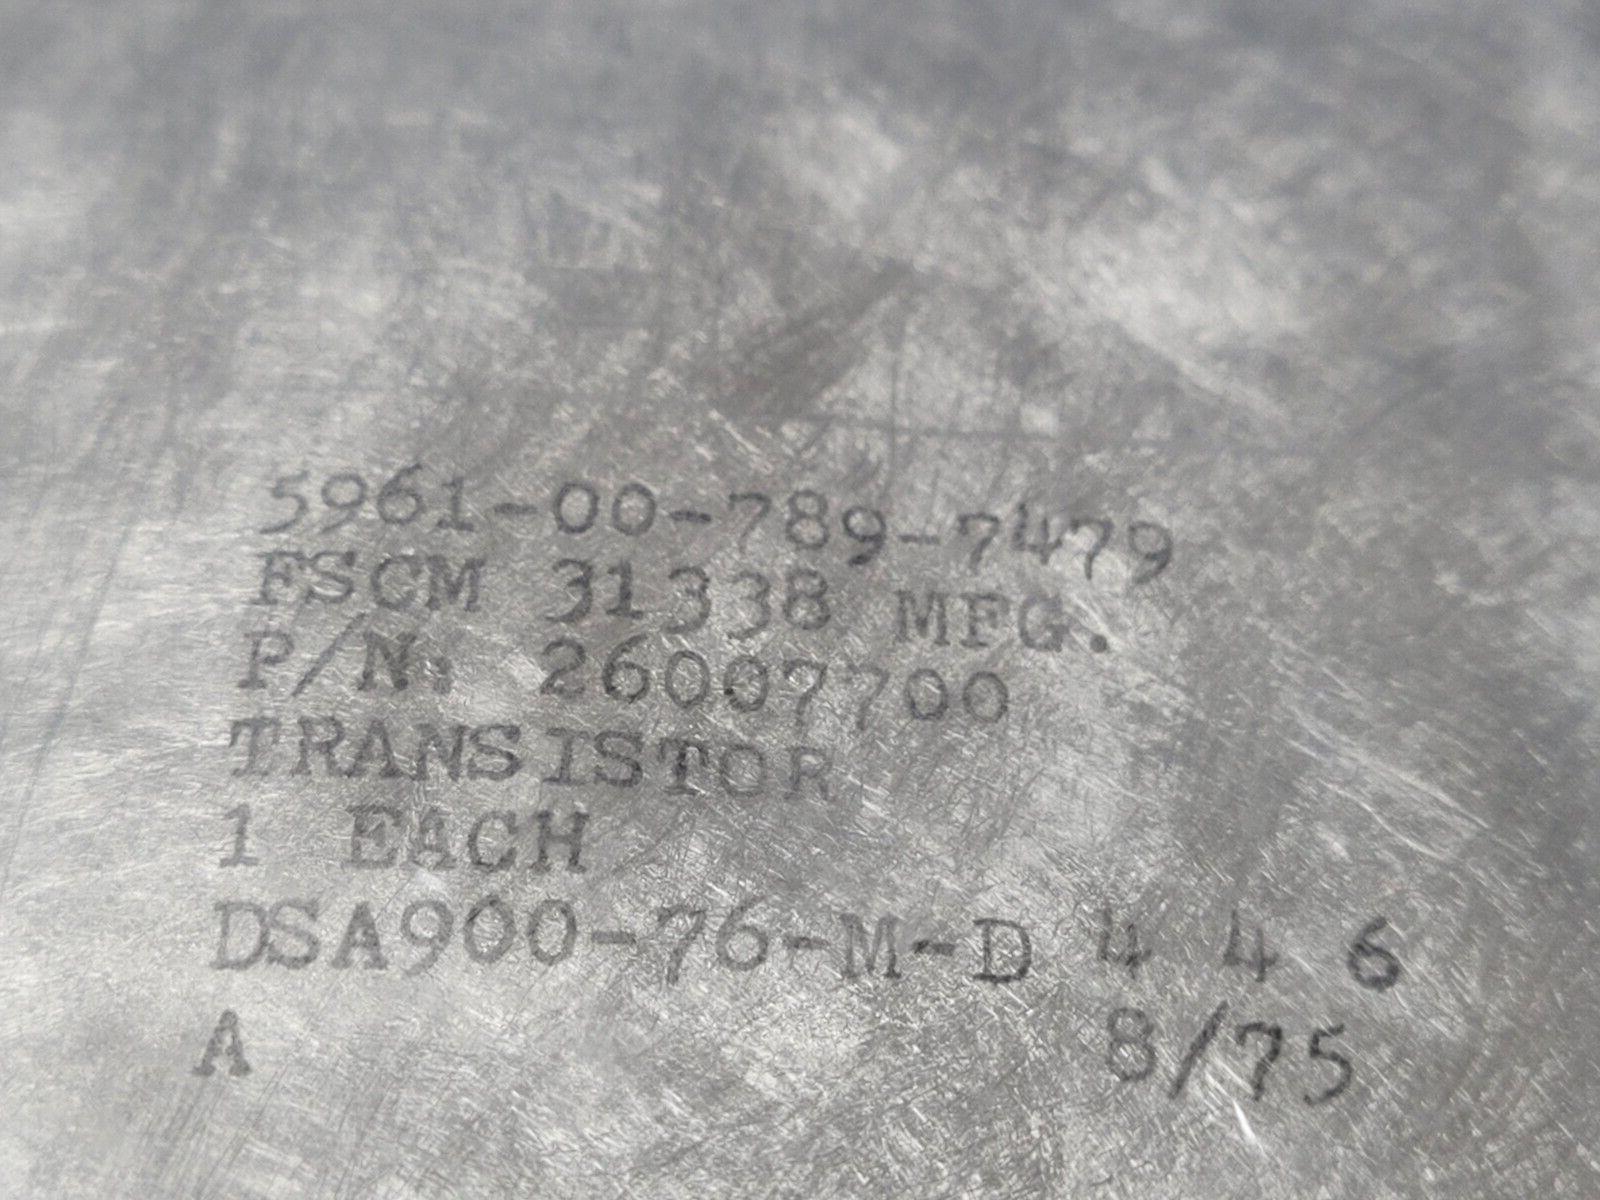 5961-00-789-7479
FSCM 31338 MFG.
P/N: 26007700
TRANSISTOR
1 EACH
DSA900-76-M-D 4 4 6
A 8/75